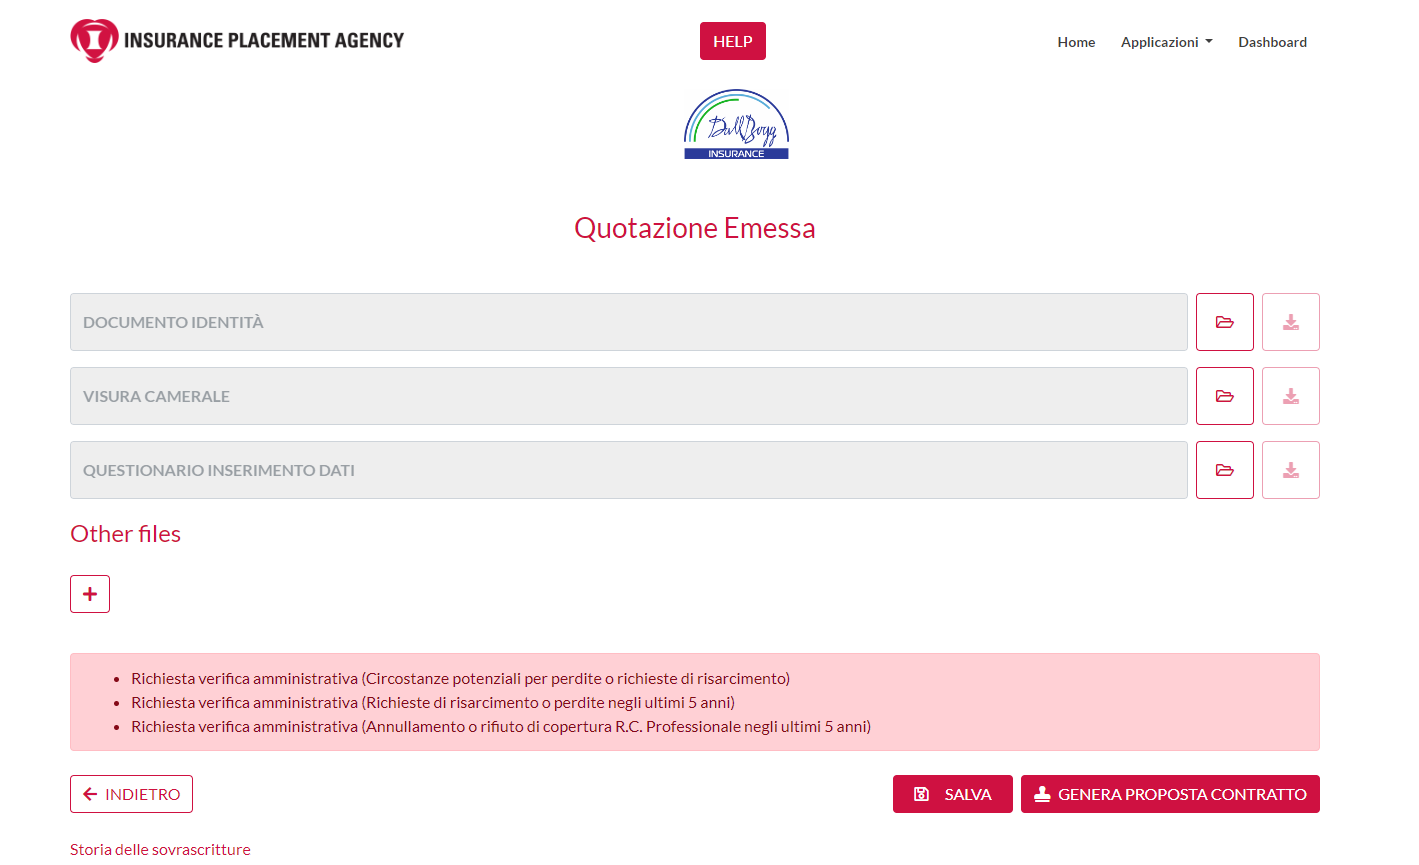 INSURANCE PLACEMENT AGENCY
HELP
Home Applicazioni Dashboard
BallBogg
INSURANCE
Quotazione Emessa
DOCUMENTO IDENTITÀ
VISURA CAMERALE
QUESTIONARIO INSERIMENTO DATI
Other files
• Richiesta verifica amministrativa (Circostanze potenziali per perdite o richieste di risarcimento)
• Richiesta verifica amministrativa (Richieste di risarcimento o perdite negli ultimi 5 anni)
• Richiesta verifica amministrativa (Annullamento o rifiuto di copertura R.C. Professionale negli ultimi 5 anni)
INDIETRO
SALVA
GENERA PROPOSTA CONTRATTO
Storia delle sovrascritture